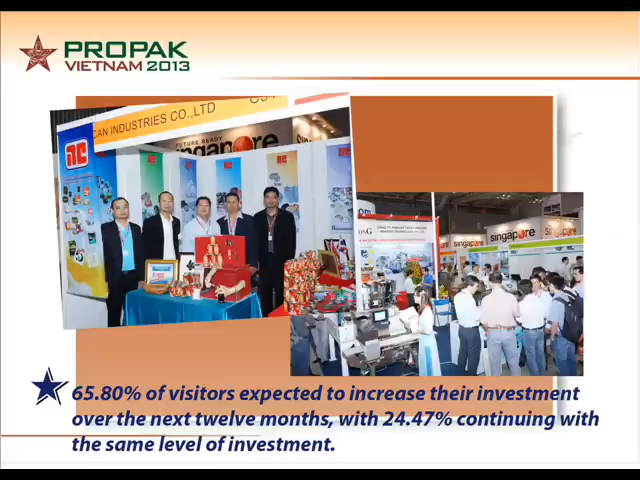 PROPAK
VIETNAM 2013
CAN INDUSTRIES CO.,LTD
FUTURE READY
singapore
singapore
singapore
65.80% of visitors expected to increase their investment
over the next twelve months, with 24.47% continuing with
the same level of investment.